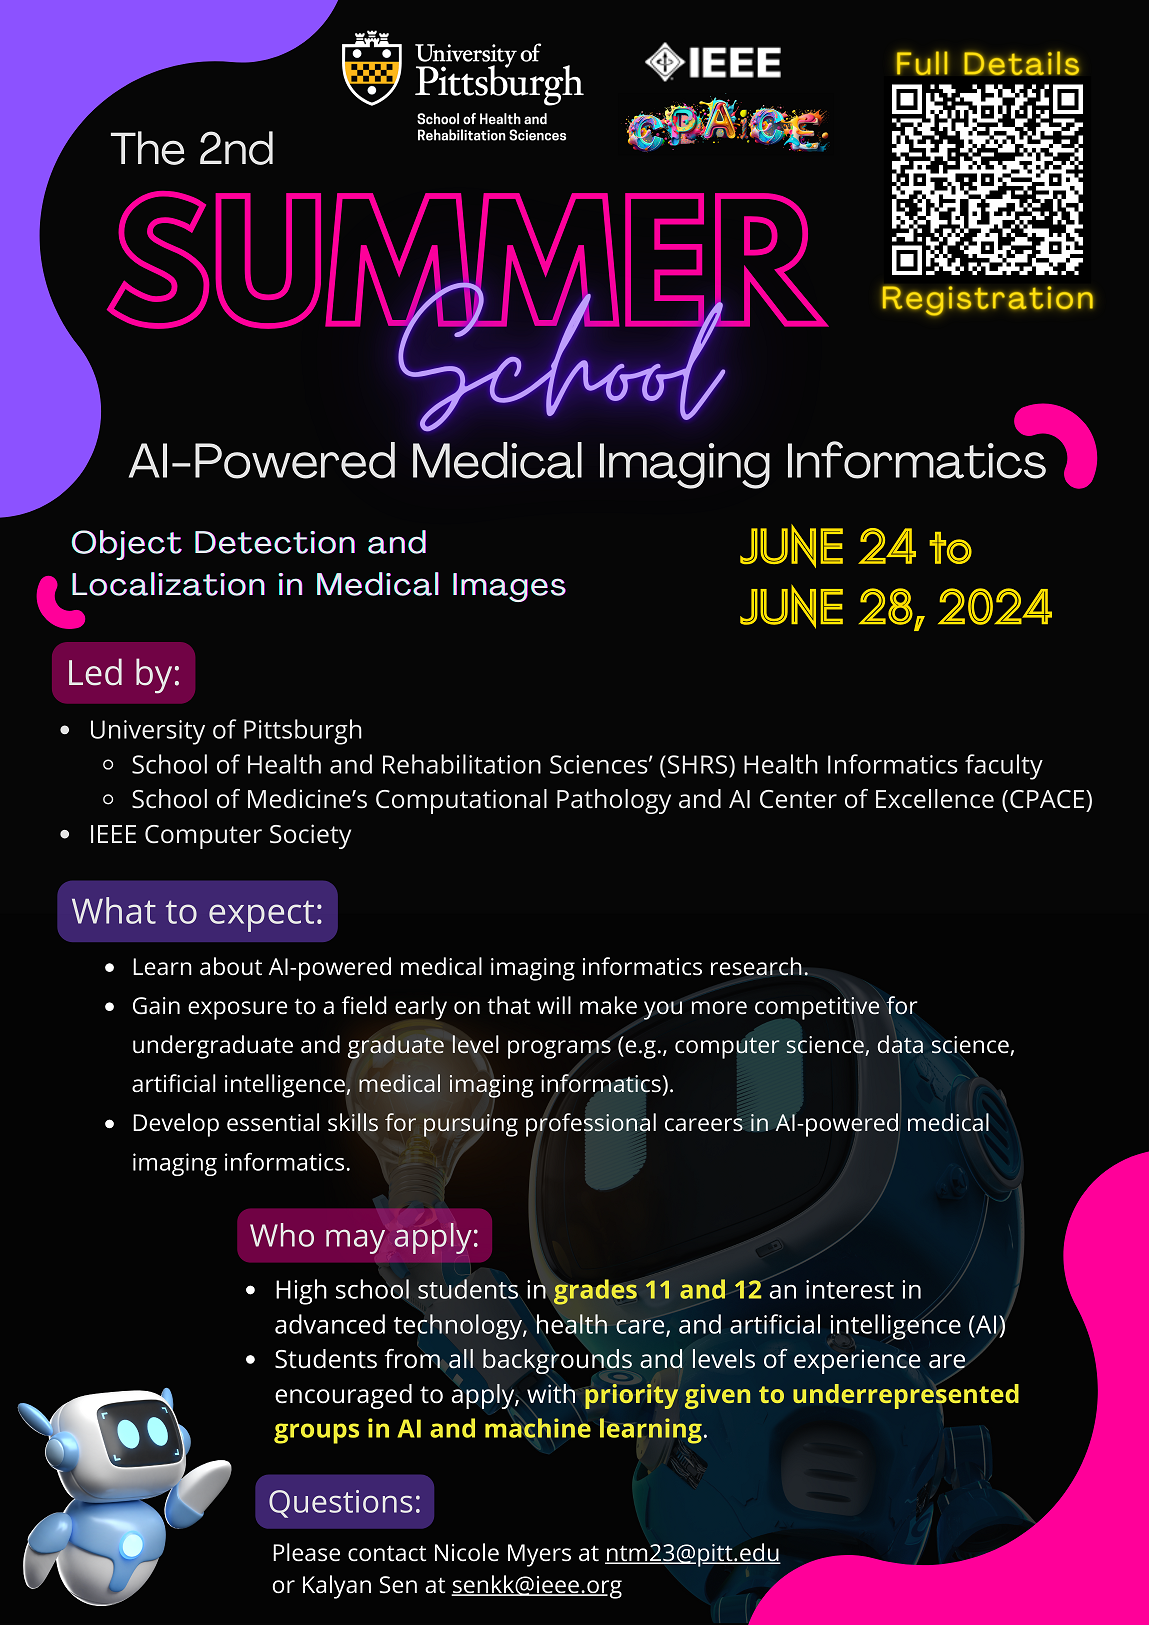 University of
Pittsburgh
School of Health and
Rehabilitation Sciences
IEEE
CPACE
Full Details
Registration
The 2nd
SUMMER
School
AI-Powered Medical Imaging Informatics
Object Detection and
Localization in Medical Images
JUNE 24 to
JUNE 28, 2024
Led by:
• University of Pittsburgh
○ School of Health and Rehabilitation Sciences’ (SHRS) Health Informatics faculty
○ School of Medicine’s Computational Pathology and AI Center of Excellence (CPACE)
• IEEE Computer Society
What to expect:
• Learn about AI-powered medical imaging informatics research.
• Gain exposure to a field early on that will make you more competitive for
undergraduate and graduate level programs (e.g., computer science, data science,
artificial intelligence, medical imaging informatics).
• Develop essential skills for pursuing professional careers in AI-powered medical
imaging informatics.
Who may apply:
• High school students in grades 11 and 12 an interest in
advanced technology, health care, and artificial intelligence (AI)
• Students from all backgrounds and levels of experience are
encouraged to apply, with priority given to underrepresented
groups in AI and machine learning.
Questions:
Please contact Nicole Myers at ntm23@pitt.edu
or Kalyan Sen at senkk@ieee.org